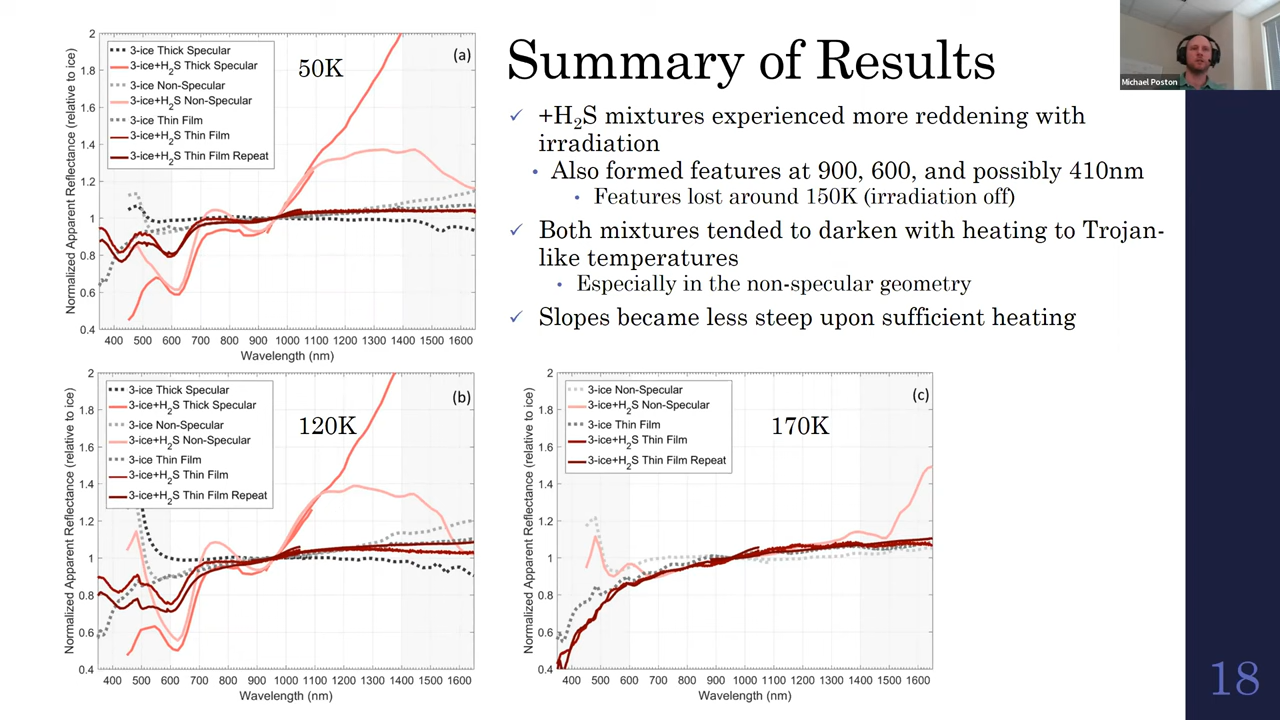 Summary of Results
✓ +H₂S mixtures experienced more reddening with
irradiation
• Also formed features at 900, 600, and possibly 410nm
• Features lost around 150K (irradiation off)
✓ Both mixtures tended to darken with heating to Trojan-
like temperatures
• Especially in the non-specular geometry
✓ Slopes became less steep upon sufficient heating
Michael Poston
18
(a)
50K
3-ice Thick Specular
3-ice+H₂S Thick Specular
3-ice Non-Specular
3-ice+H₂S Non-Specular
3-ice Thin Film
3-ice+H₂S Thin Film
3-ice+H₂S Thin Film Repeat
Normalized Apparent Reflectance (relative to ice)
2
1.8
1.6
1.4
1.2
1
0.8
0.6
0.4
400 500 600 700 800 900 1000 1100 1200 1300 1400 1500 1600
Wavelength (nm)
(b)
120K
3-ice Thick Specular
3-ice+H₂S Thick Specular
3-ice Non-Specular
3-ice+H₂S Non-Specular
3-ice Thin Film
3-ice+H₂S Thin Film
3-ice+H₂S Thin Film Repeat
Normalized Apparent Reflectance (relative to ice)
2
1.8
1.6
1.4
1.2
1
0.8
0.6
0.4
400 500 600 700 800 900 1000 1100 1200 1300 1400 1500 1600
Wavelength (nm)
(c)
170K
3-ice Non-Specular
3-ice+H₂S Non-Specular
3-ice Thin Film
3-ice+H₂S Thin Film
3-ice+H₂S Thin Film Repeat
Normalized Apparent Reflectance (relative to ice)
2
1.8
1.6
1.4
1.2
1
0.8
0.6
0.4
400 500 600 700 800 900 1000 1100 1200 1300 1400 1500 1600
Wavelength (nm)